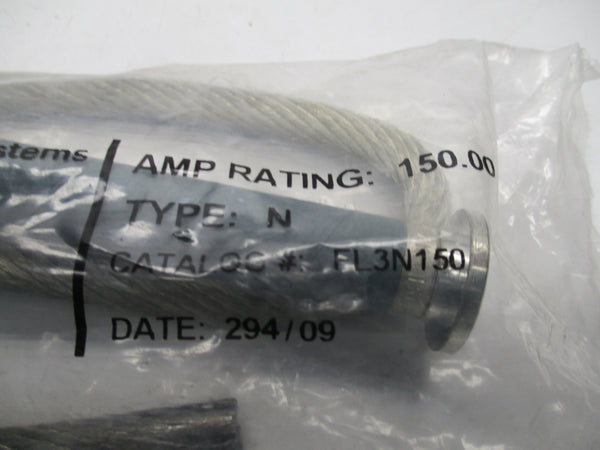 stems
AMP RATING: 150.00
TYPE: N
CATALOG #: FL3N150
DATE: 294/09